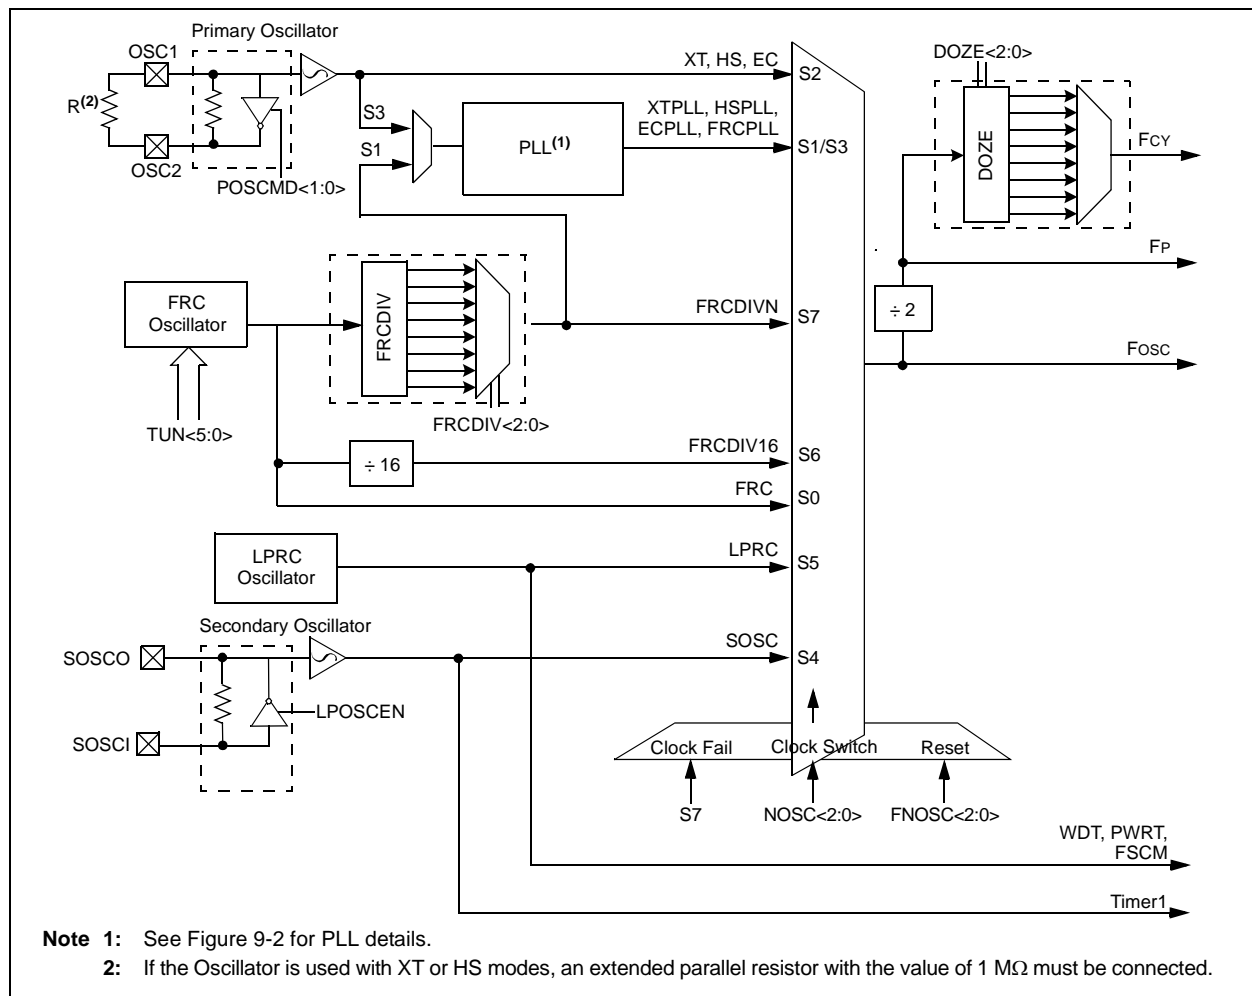 Primary Oscillator
OSC1
R(2)
OSC2
POSCMD<1:0>
S3
S1
PLL(1)
XT, HS, EC
XTPLL, HSPLL,
ECPLL, FRCPLL
S2
S1/S3
DOZE<2:0>
DOZE
FCY
FP
÷ 2
FOSC
FRC
Oscillator
TUN<5:0>
FRCDIV
FRCDIV<2:0>
FRCDIVN
S7
÷ 16
FRCDIV16
S6
FRC
S0
LPRC
Oscillator
LPRC
S5
Secondary Oscillator
SOSCO
SOSCI
LPOSCEN
SOSC
S4
Clock Fail
Clock Switch
Reset
S7
NOSC<2:0>
FNOSC<2:0>
WDT, PWRT,
FSCM
Timer1
Note 1: See Figure 9-2 for PLL details.
2: If the Oscillator is used with XT or HS modes, an extended parallel resistor with the value of 1 MΩ must be connected.